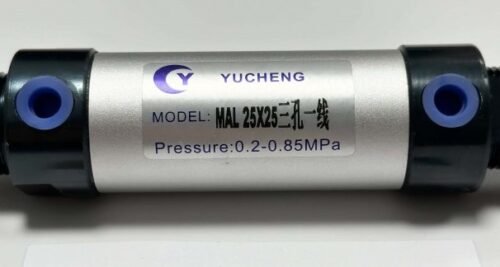 Y YUCHENG
MODEL: MAL 25X25三孔一线
Pressure:0.2-0.85MPa